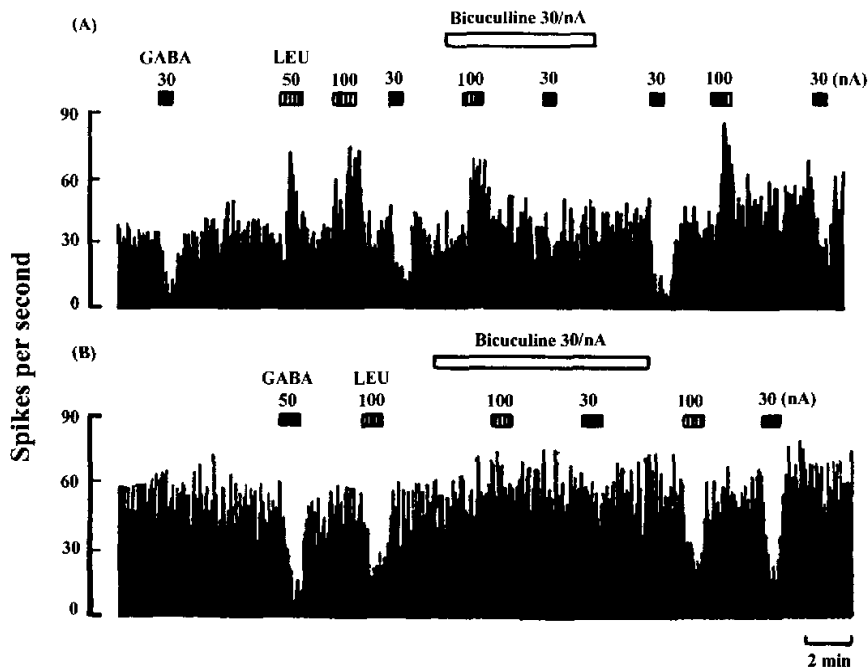 (A)
Bicuculline 30/nA
GABA LEU
30 50 100 30 100 30 30 100 30 (nA)
90
60
30
0
Spikes per second
(B)
Bicuculine 30/nA
GABA LEU
50 100 100 30 100 30 (nA)
90
60
30
0
2 min